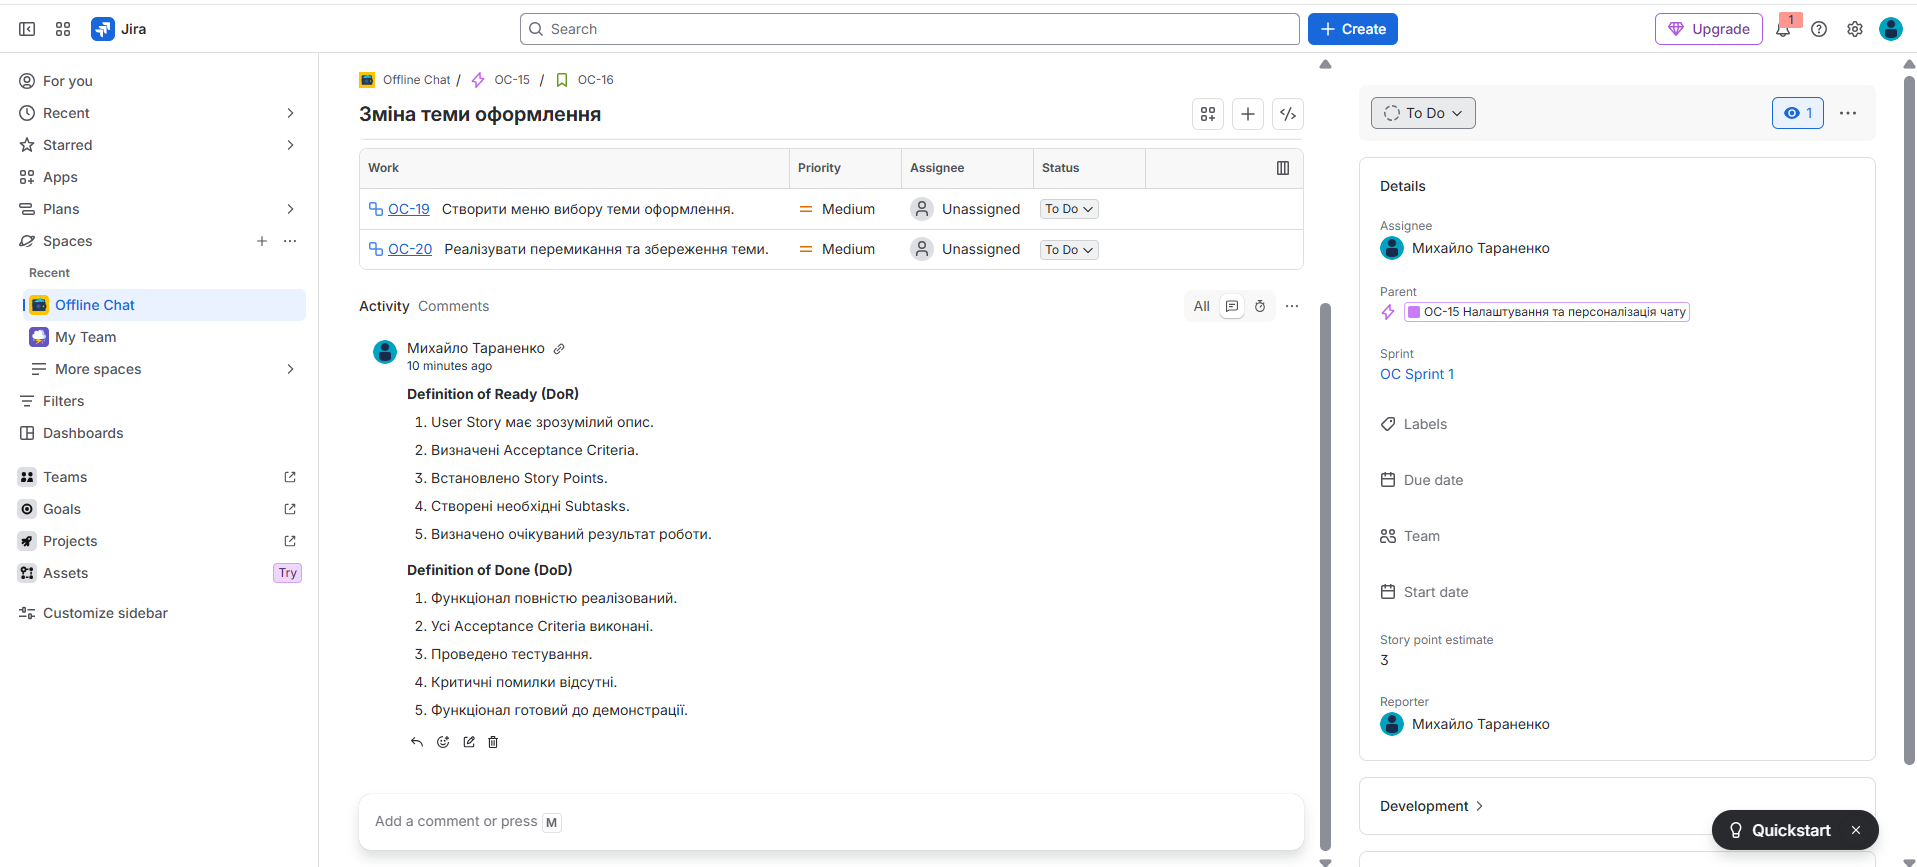 Jira
Search
Create
Upgrade
1
For you
Recent
Starred
Apps
Plans
Spaces
Recent
Offline Chat
My Team
More spaces
Filters
Dashboards
Teams
Goals
Projects
Assets
Try
Customize sidebar
Offline Chat / OC-15 / OC-16
Зміна теми оформлення
Work Priority Assignee Status
OC-19 Створити меню вибору теми оформлення. Medium Unassigned To Do
OC-20 Реалізувати перемикання та збереження теми. Medium Unassigned To Do
Activity Comments All
Михайло Тараненко
10 minutes ago
Definition of Ready (DoR)
1. User Story має зрозумілий опис.
2. Визначені Acceptance Criteria.
3. Встановлено Story Points.
4. Створені необхідні Subtasks.
5. Визначено очікуваний результат роботи.
Definition of Done (DoD)
1. Функціонал повністю реалізований.
2. Усі Acceptance Criteria виконані.
3. Проведено тестування.
4. Критичні помилки відсутні.
5. Функціонал готовий до демонстрації.
Add a comment or press M
To Do
1
Details
Assignee
Михайло Тараненко
Parent
OC-15 Налаштування та персоналізація чату
Sprint
OC Sprint 1
Labels
Due date
Team
Start date
Story point estimate
3
Reporter
Михайло Тараненко
Development
Quickstart